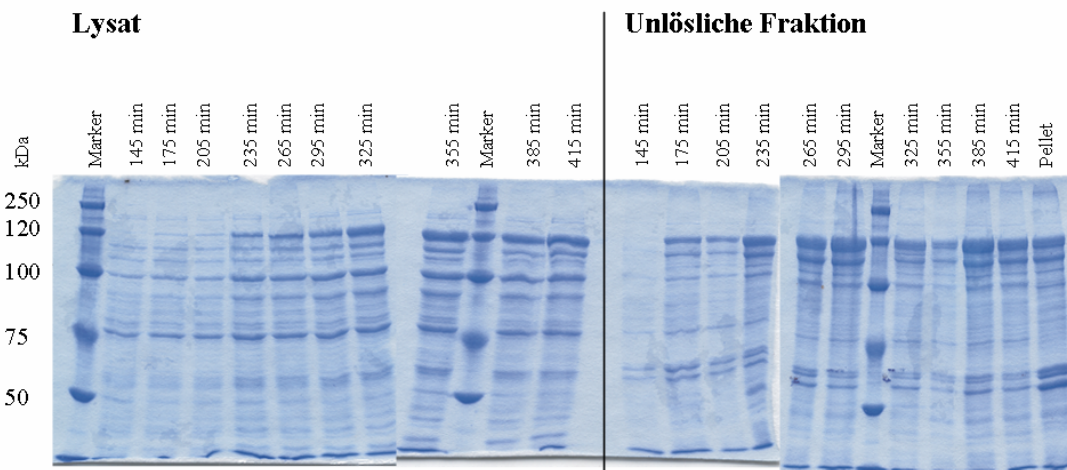 Lysat
Unlösliche Fraktion
kDa
Marker
145 min
175 min
205 min
235 min
265 min
295 min
325 min
355 min
Marker
385 min
415 min
145 min
175 min
205 min
235 min
265 min
295 min
Marker
325 min
355 min
385 min
415 min
Pellet
250
120
100
75
50